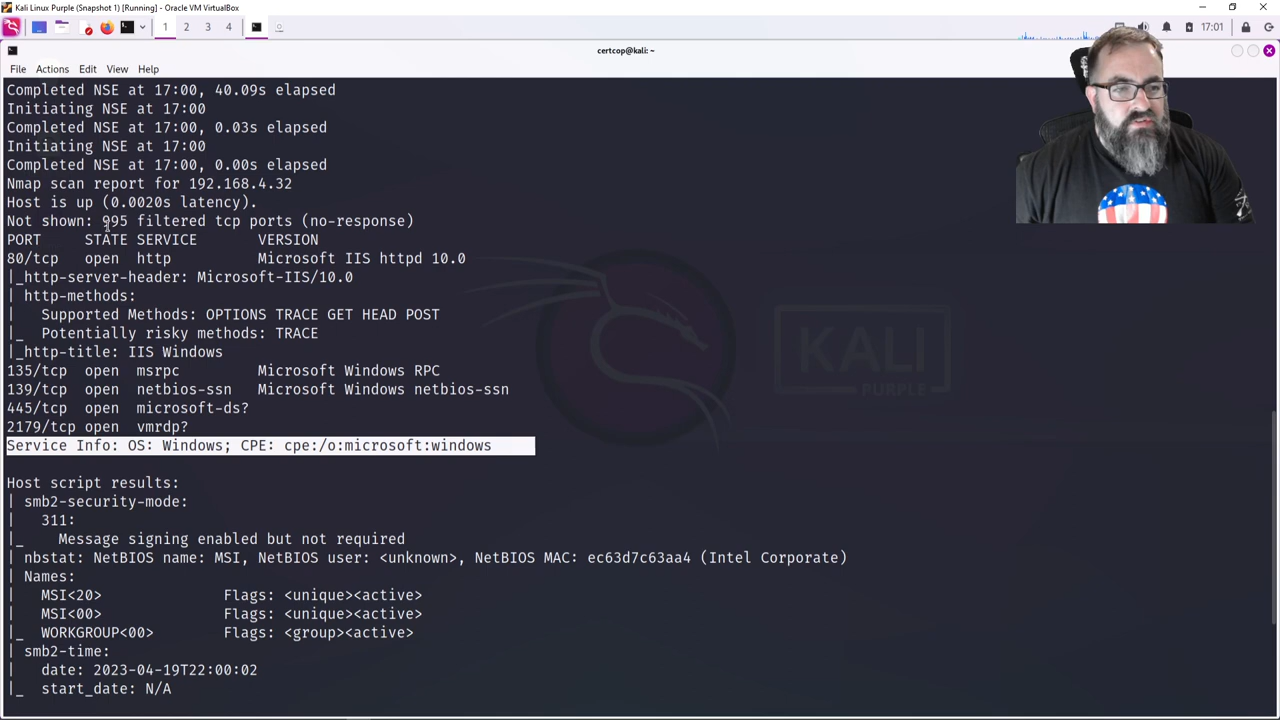 Kali Linux Purple (Snapshot 1) [Running] - Oracle VM VirtualBox
1 2 3 4
17:01
certcop@kali: ~
File Actions Edit View Help
Completed NSE at 17:00, 40.09s elapsed
Initiating NSE at 17:00
Completed NSE at 17:00, 0.03s elapsed
Initiating NSE at 17:00
Completed NSE at 17:00, 0.00s elapsed
Nmap scan report for 192.168.4.32
Host is up (0.0020s latency).
Not shown: 995 filtered tcp ports (no-response)
PORT STATE SERVICE VERSION
80/tcp open http Microsoft IIS httpd 10.0
|_http-server-header: Microsoft-IIS/10.0
| http-methods:
| Supported Methods: OPTIONS TRACE GET HEAD POST
|_ Potentially risky methods: TRACE
|_http-title: IIS Windows
135/tcp open msrpc Microsoft Windows RPC
139/tcp open netbios-ssn Microsoft Windows netbios-ssn
445/tcp open microsoft-ds?
2179/tcp open vmrdp?
Service Info: OS: Windows; CPE: cpe:/o:microsoft:windows
Host script results:
| smb2-security-mode:
| 311:
|_ Message signing enabled but not required
| nbstat: NetBIOS name: MSI, NetBIOS user: <unknown>, NetBIOS MAC: ec63d7c63aa4 (Intel Corporate)
| Names:
| MSI<20> Flags: <unique><active>
| MSI<00> Flags: <unique><active>
|_ WORKGROUP<00> Flags: <group><active>
| smb2-time:
| date: 2023-04-19T22:00:02
|_ start_date: N/A
KALI
PURPLE